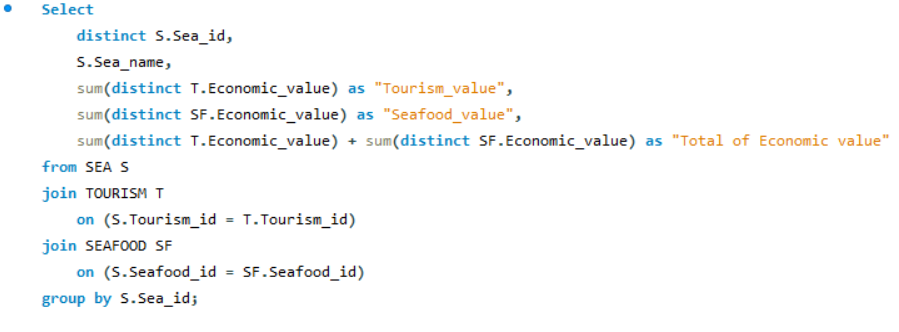 Select
distinct S.Sea_id,
S.Sea_name,
sum(distinct T.Economic_value) as "Tourism_value",
sum(distinct SF.Economic_value) as "Seafood_value",
sum(distinct T.Economic_value) + sum(distinct SF.Economic_value) as "Total of Economic value"
from SEA S
join TOURISM T
on (S.Tourism_id = T.Tourism_id)
join SEAFOOD SF
on (S.Seafood_id = SF.Seafood_id)
group by S.Sea_id;